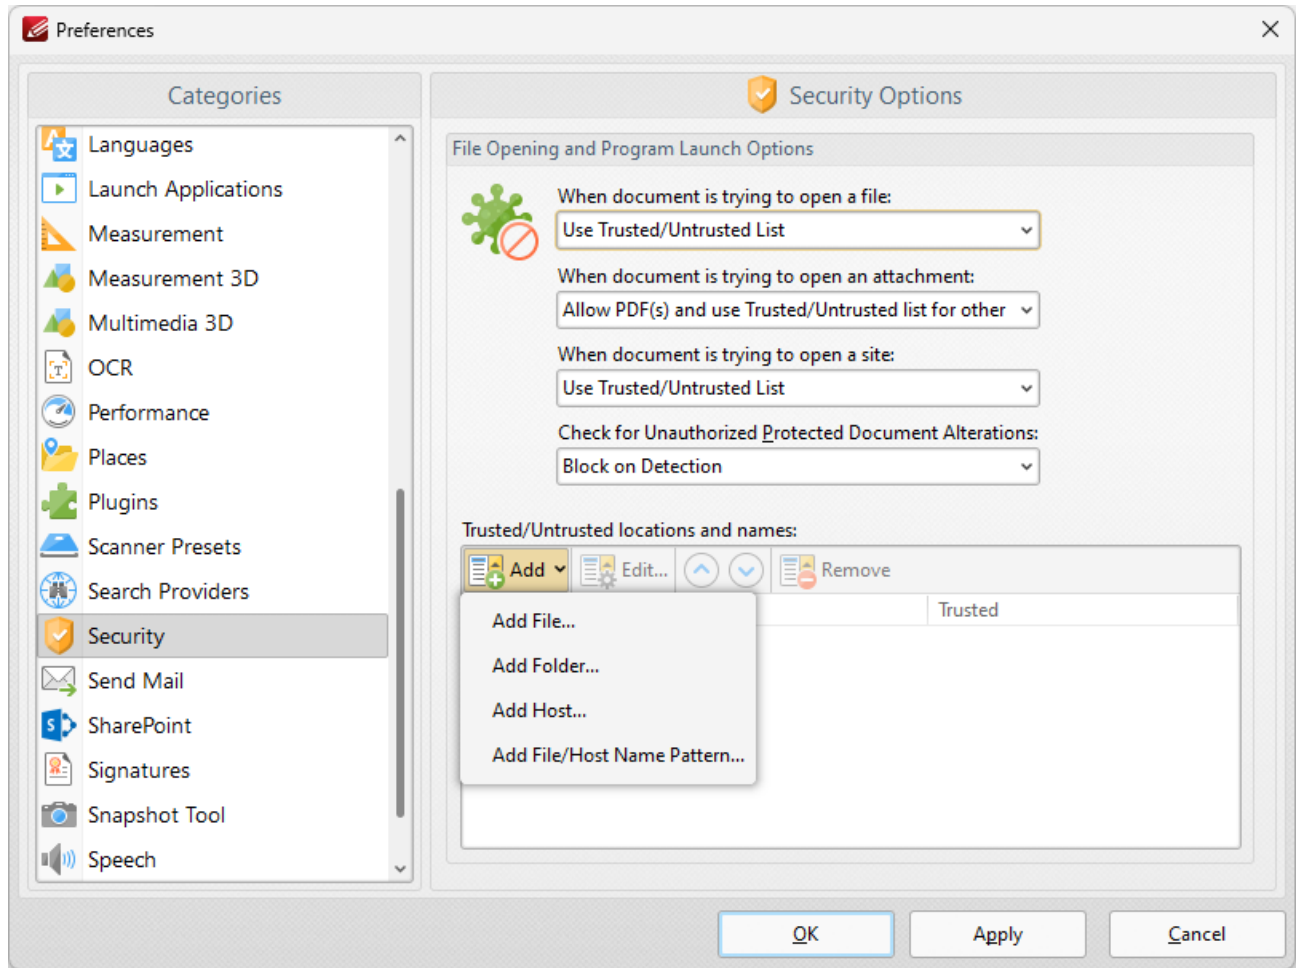 Preferences
Categories
Languages
Launch Applications
Measurement
Measurement 3D
Multimedia 3D
OCR
Performance
Places
Plugins
Scanner Presets
Search Providers
Security
Send Mail
SharePoint
Signatures
Snapshot Tool
Speech
Security Options
File Opening and Program Launch Options
When document is trying to open a file:
Use Trusted/Untrusted List
When document is trying to open an attachment:
Allow PDF(s) and use Trusted/Untrusted list for other
When document is trying to open a site:
Use Trusted/Untrusted List
Check for Unauthorized Protected Document Alterations:
Block on Detection
Trusted/Untrusted locations and names:
Add Edit... Remove
Trusted
Add File...
Add Folder...
Add Host...
Add File/Host Name Pattern...
OK Apply Cancel